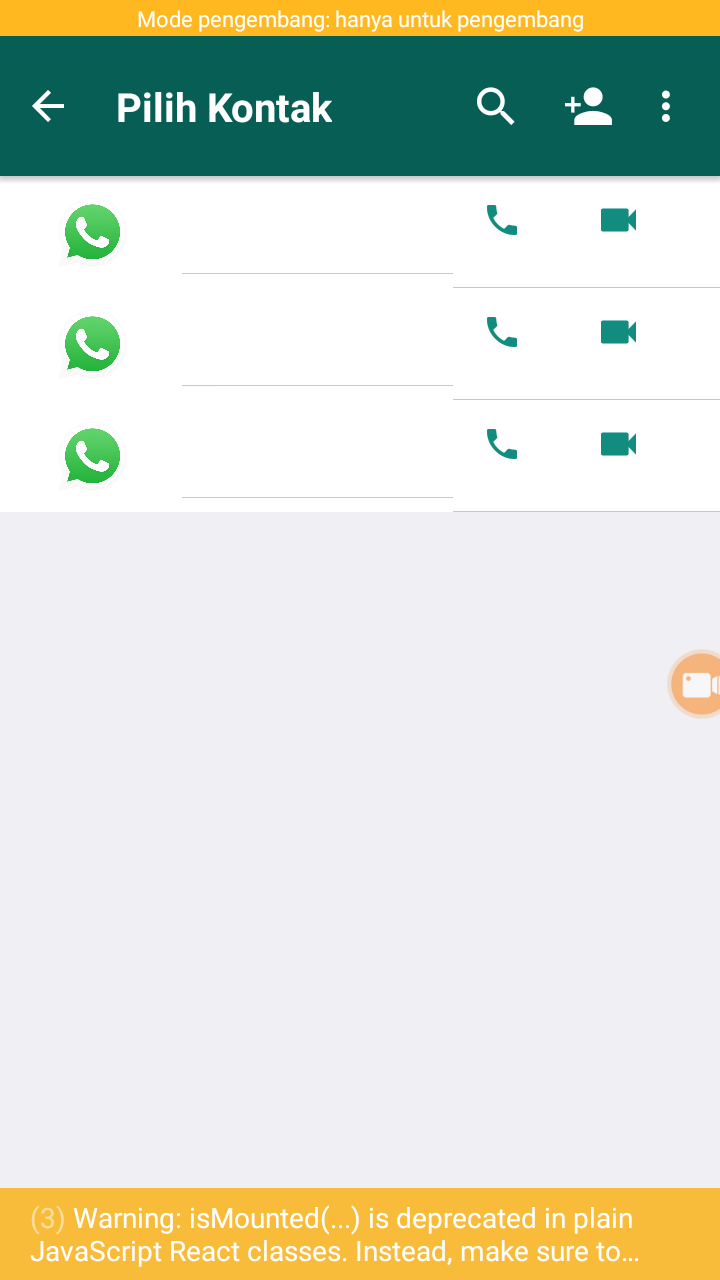 Mode pengembang: hanya untuk pengembang
Pilih Kontak
(3) Warning: isMounted(...) is deprecated in plain
JavaScript React classes. Instead, make sure to...